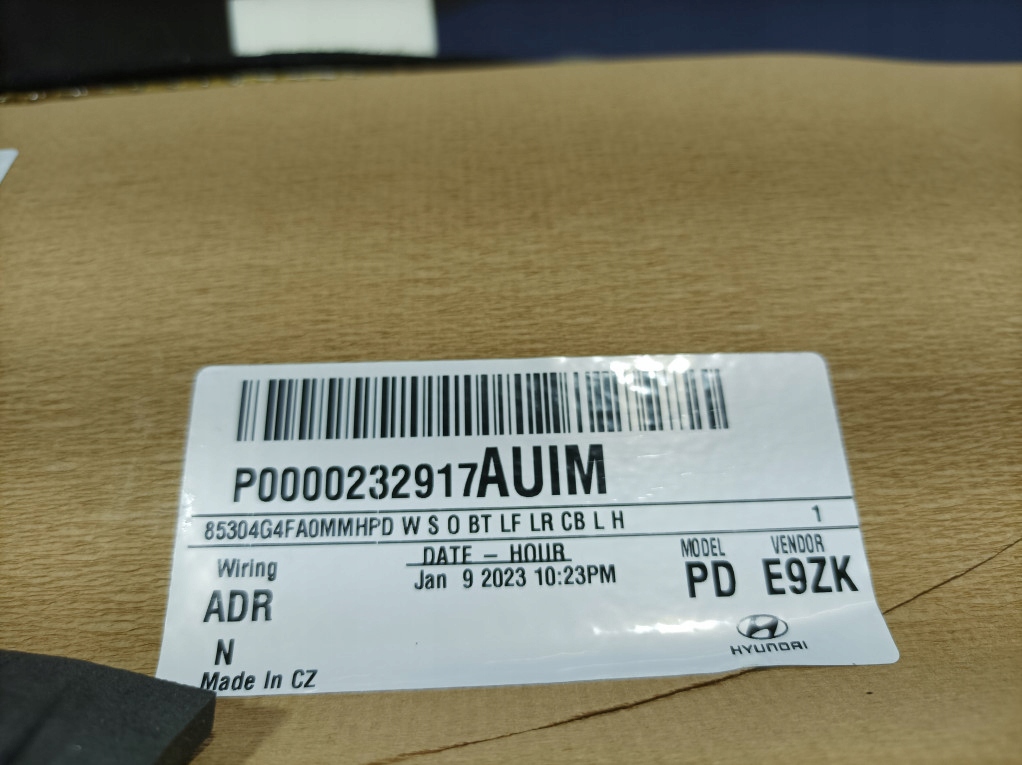 P0000232917AUIM
85304G4FA0MMHPD W S O BT LF LR CB L H 1
Wiring DATE - HOUR MODEL VENDOR
ADR Jan 9 2023 10:23PM PD E9ZK
N HYUNDAI
Made In CZ